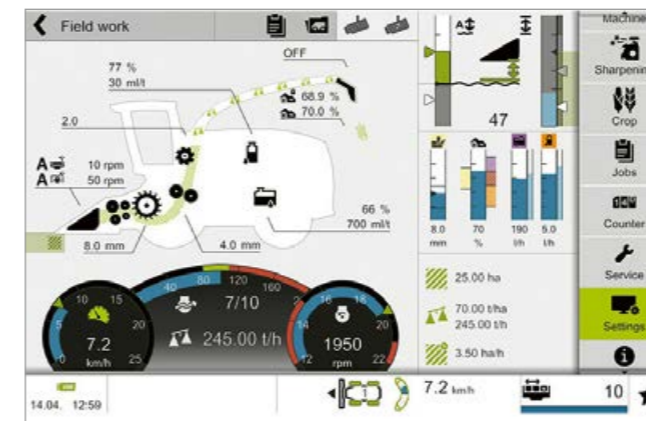 Field work
OFF
77 %
30 ml/t
68.9 %
70.0 %
2.0
A 10 rpm
A 50 rpm
8.0 mm
4.0 mm
66 %
700 ml/t
A
47
8.0 70 190 5.0
mm % l/h l/h
25.00 ha
70.00 t/ha
245.00 t/h
3.50 ha/h
40 80 120 160
7/10
245.00 t/h
0 5 10 15 20 25
7.2
km/h
12 14 16 18 20 22
1950
rpm
Machine
Sharpenin
Crop
Jobs
Counter
Service
Settings
14.04. 12:59
1
7.2 km/h
10